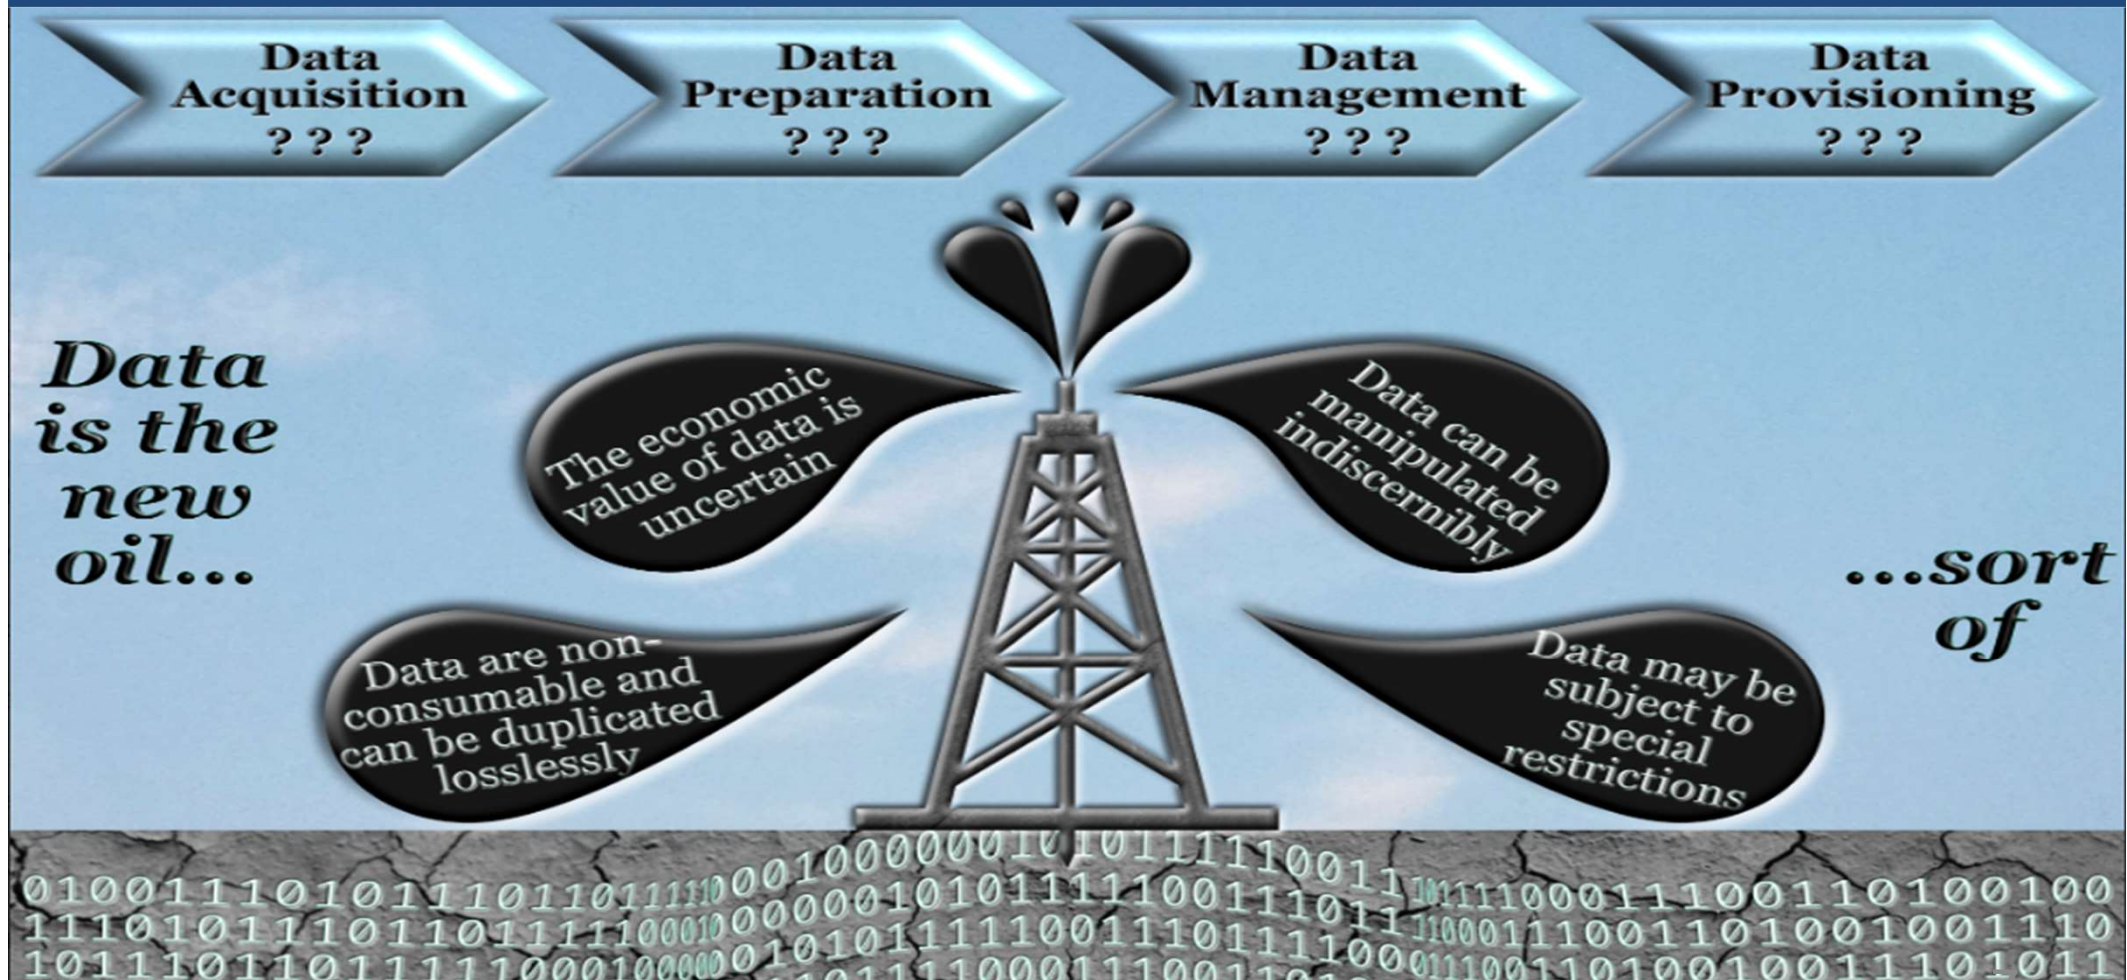 Data
Acquisition
? ? ?
Data
Preparation
? ? ?
Data
Management
? ? ?
Data
Provisioning
? ? ?
Data
is the
new
oil...
The economic
value of data is
uncertain
Data can be
manipulated
indiscernibly
Data are non-
consumable and
can be duplicated
losslessly
Data may be
subject to
special
restrictions
...sort
of